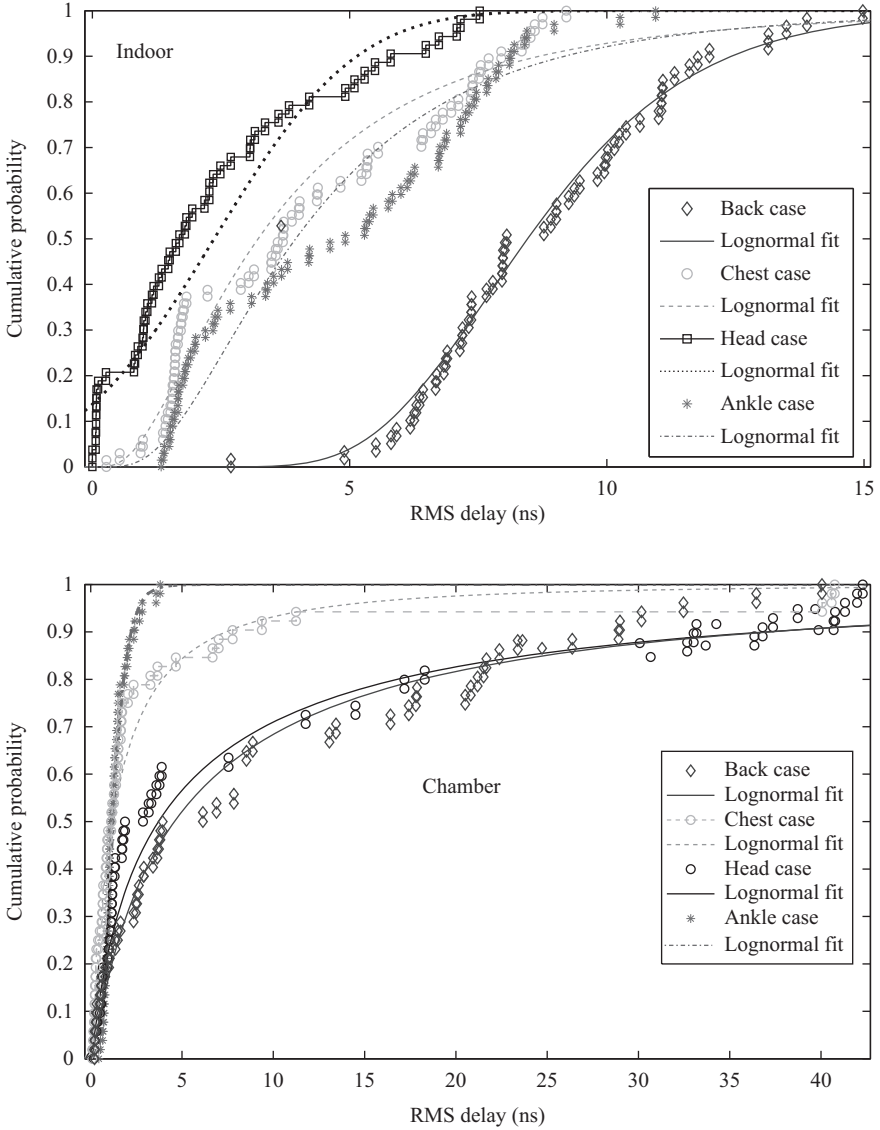 1
0.9
0.8
0.7
0.6
0.5
0.4
0.3
0.2
0.1
0
Cumulative probability
Indoor
Back case
Lognormal fit
Chest case
Lognormal fit
Head case
Lognormal fit
Ankle case
Lognormal fit
0 5 10 15
RMS delay (ns)
1
0.9
0.8
0.7
0.6
0.5
0.4
0.3
0.2
0.1
0
Cumulative probability
Chamber
Back case
Lognormal fit
Chest case
Lognormal fit
Head case
Lognormal fit
Ankle case
Lognormal fit
0 5 10 15 20 25 30 35 40
RMS delay (ns)